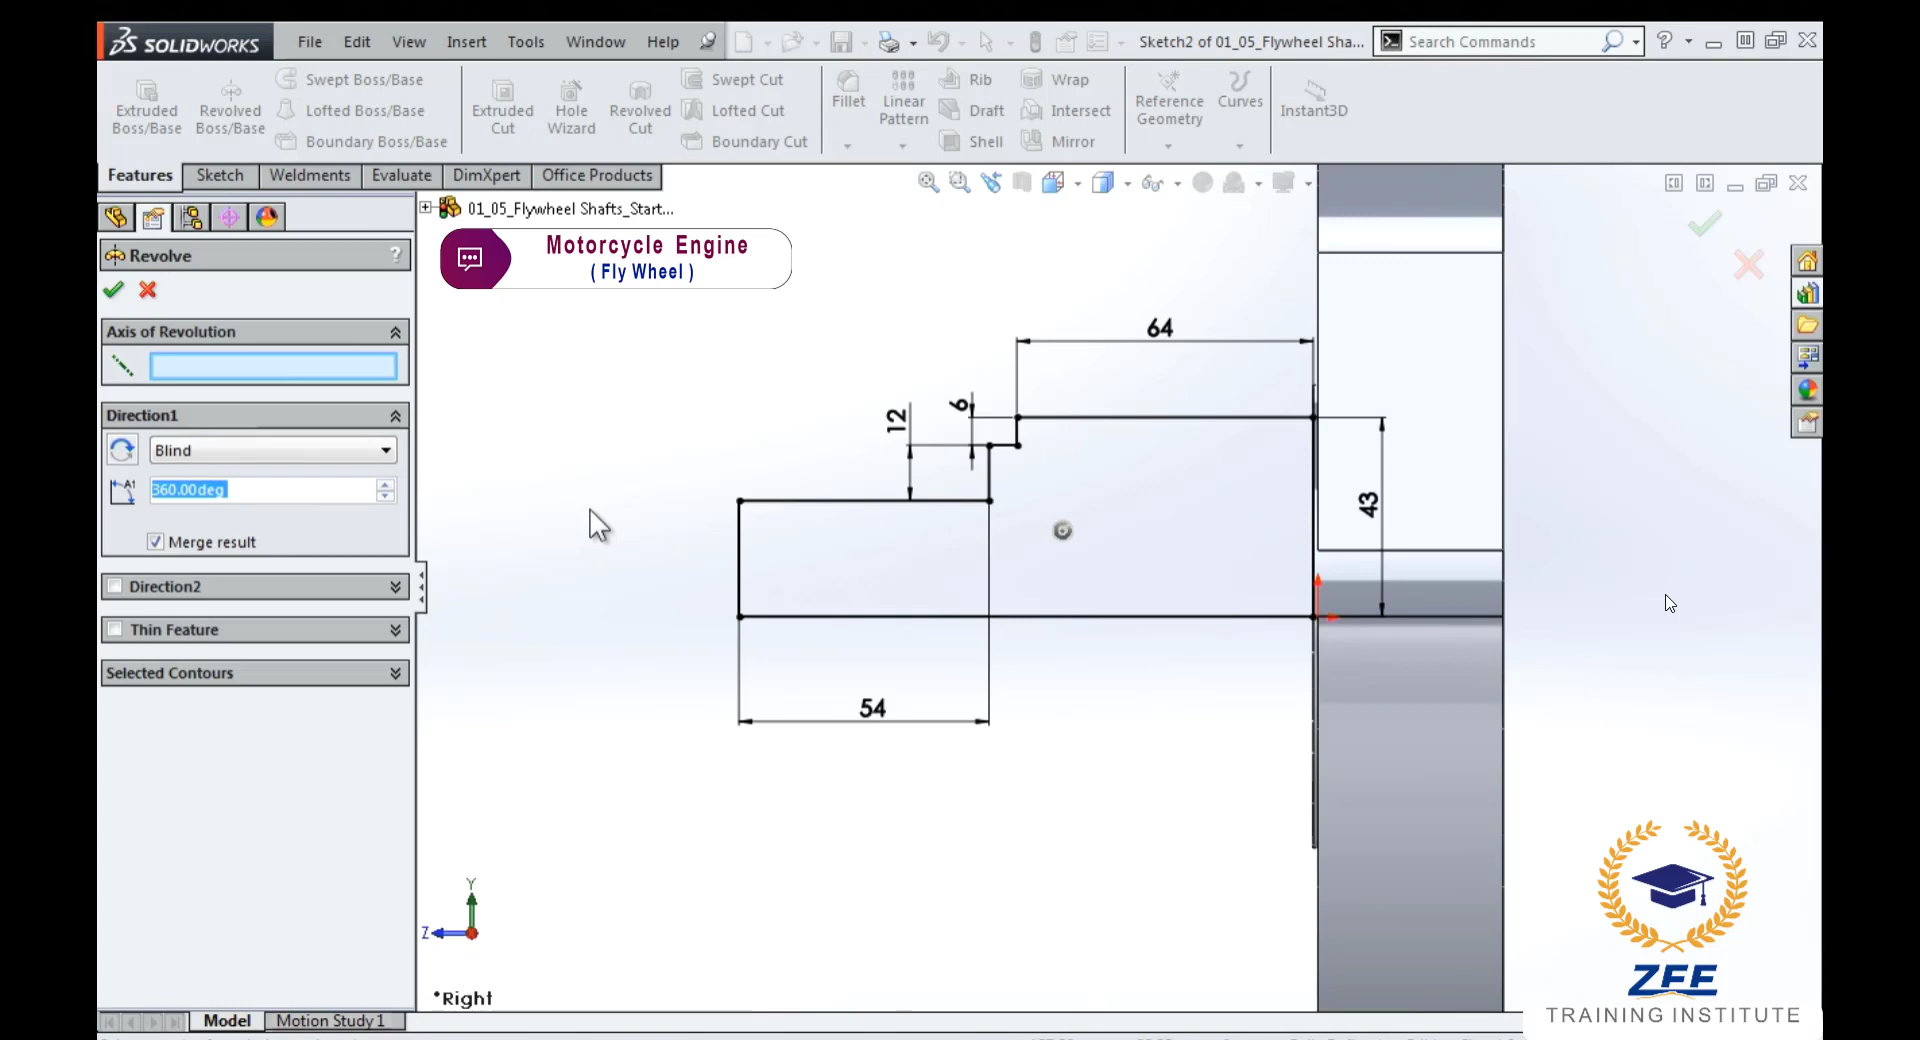 SOLIDWORKS
File Edit View Insert Tools Window Help
Sketch2 of 01_05_Flywheel Sha...
Search Commands
Extruded Boss/Base
Revolved Boss/Base
Swept Boss/Base
Lofted Boss/Base
Boundary Boss/Base
Extruded Cut
Hole Wizard
Revolved Cut
Swept Cut
Lofted Cut
Boundary Cut
Fillet
Linear Pattern
Rib
Draft
Shell
Wrap
Intersect
Mirror
Reference Geometry
Curves
Instant3D
Features Sketch Weldments Evaluate DimXpert Office Products
01_05_Flywheel Shafts_Start...
Motorcycle Engine
( Fly Wheel )
Revolve
?
Axis of Revolution
Direction1
Blind
A1
360.00deg
Merge result
Direction2
Thin Feature
Selected Contours
64
6
12
43
54
Y
Z
*Right
Model Motion Study 1
ZFE
TRAINING INSTITUTE